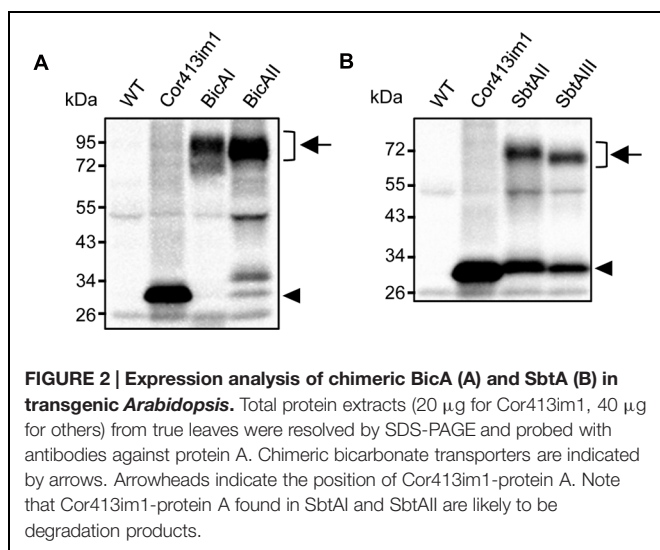 A
B
kDa
WT
Cor413im1
BicAI
BicAII
kDa
WT
Cor413im1
SbtAII
SbtAIII
95
72
55
43
34
26
72
55
43
34
26
FIGURE 2 | Expression analysis of chimeric BicA (A) and SbtA (B) in
transgenic Arabidopsis. Total protein extracts (20 μg for Cor413im1, 40 μg
for others) from true leaves were resolved by SDS-PAGE and probed with
antibodies against protein A. Chimeric bicarbonate transporters are indicated
by arrows. Arrowheads indicate the position of Cor413im1-protein A. Note
that Cor413im1-protein A found in SbtAI and SbtAII are likely to be
degradation products.